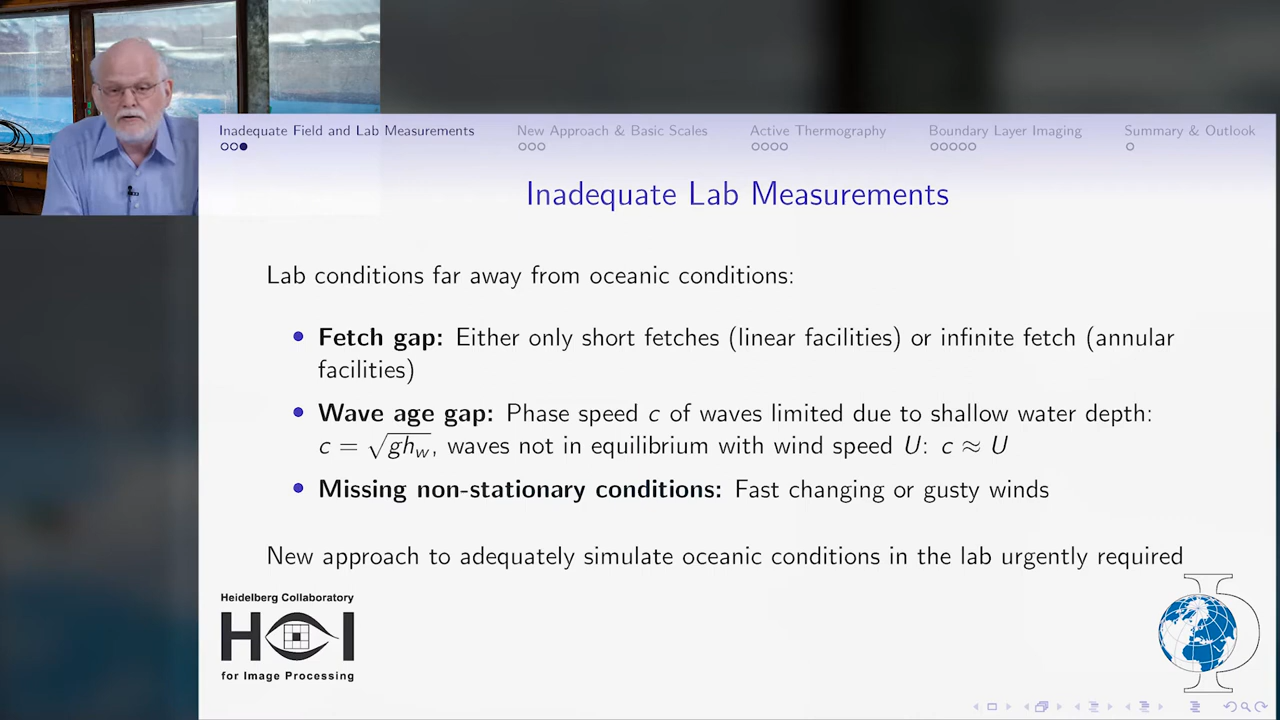 Inadequate Field and Lab Measurements
New Approach & Basic Scales
Active Thermography
Boundary Layer Imaging
Summary & Outlook
Inadequate Lab Measurements
Lab conditions far away from oceanic conditions:
Fetch gap: Either only short fetches (linear facilities) or infinite fetch (annular
facilities)
Wave age gap: Phase speed c of waves limited due to shallow water depth:
c = √gh_w, waves not in equilibrium with wind speed U: c ≈ U
Missing non-stationary conditions: Fast changing or gusty winds
New approach to adequately simulate oceanic conditions in the lab urgently required
Heidelberg Collaboratory
HCI
for Image Processing